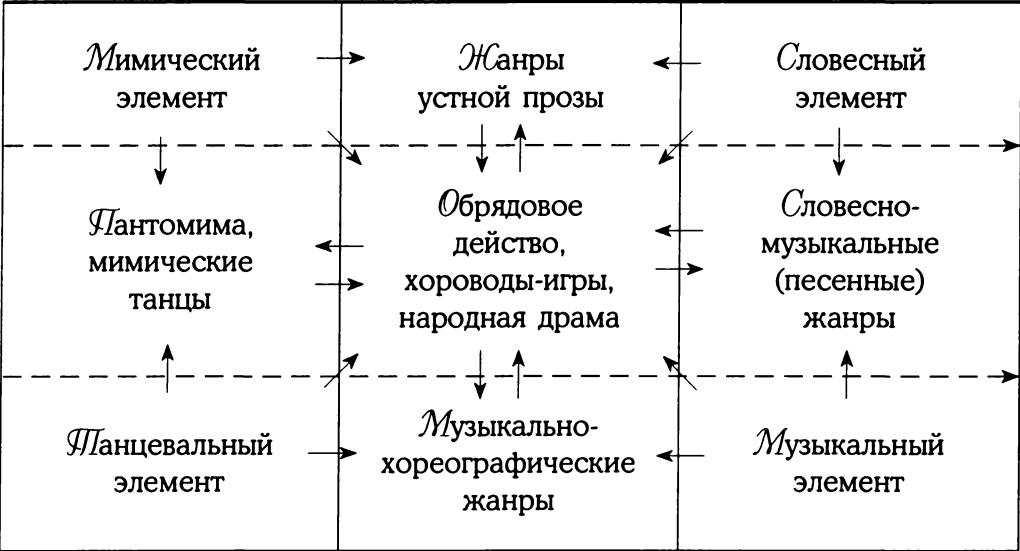 Мимический
элемент
Жанры
устной прозы
Словесный
элемент
Пантомима,
мимические
танцы
Обрядовое
действо,
хороводы-игры,
народная драма
Словесно-
музыкальные
(песенные)
жанры
Танцевальный
элемент
Музыкально-
хореографические
жанры
Музыкальный
элемент